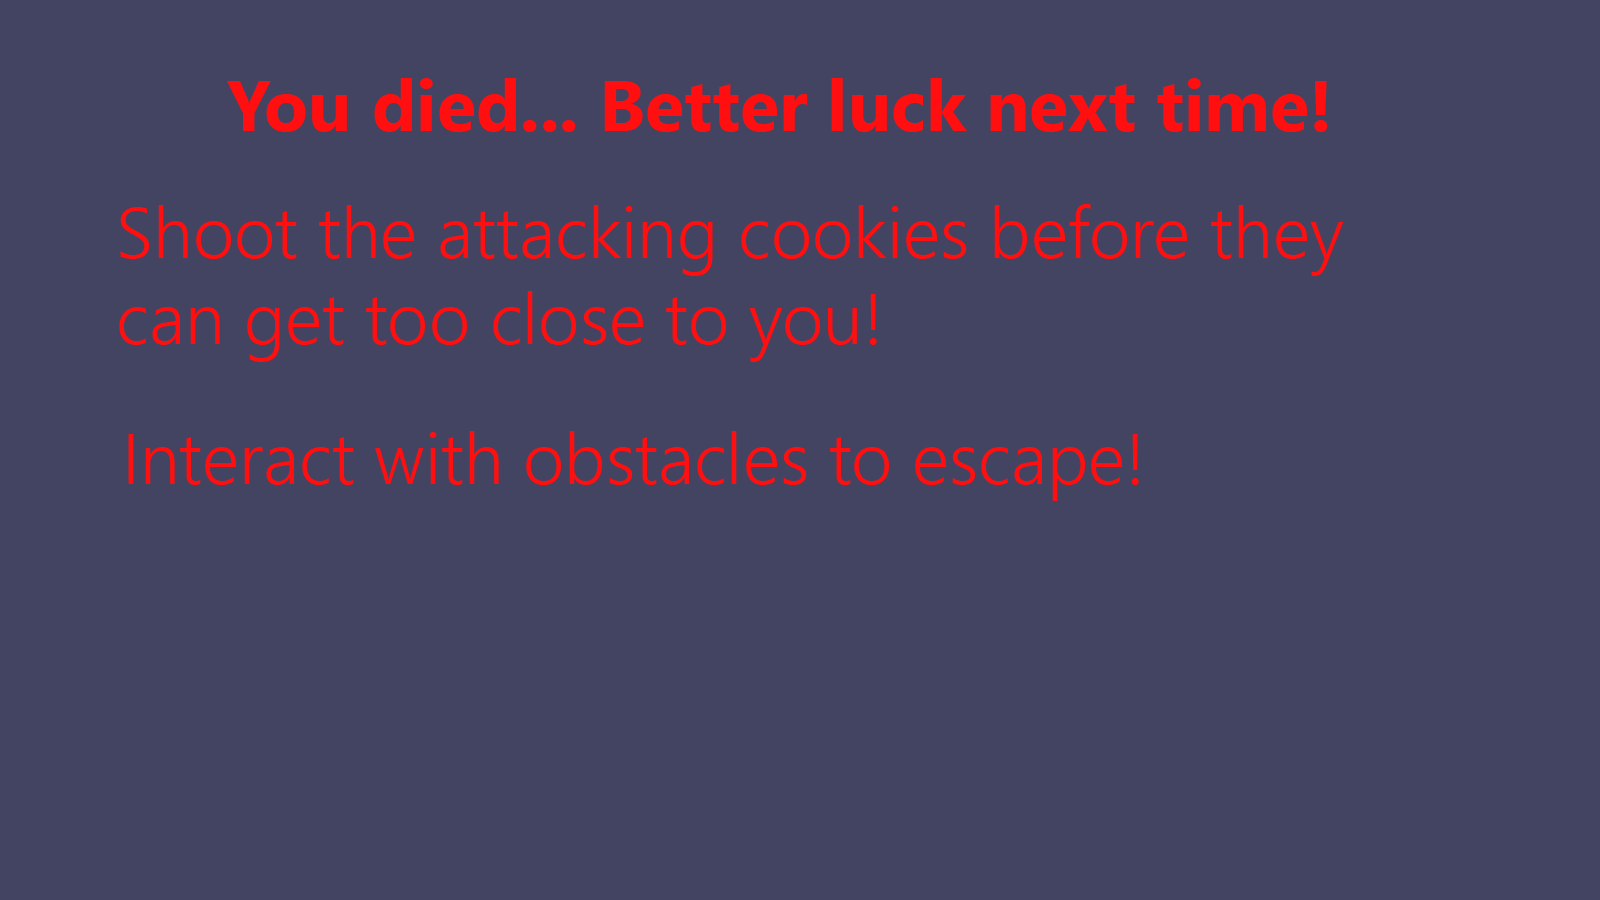 You died... Better luck next time!
Shoot the attacking cookies before they
can get too close to you!
Interact with obstacles to escape!